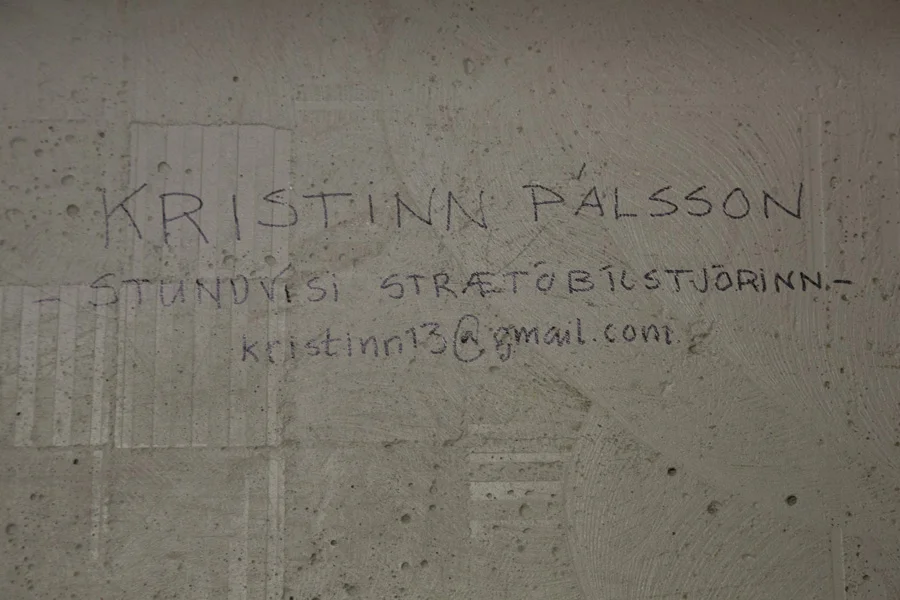 KRISTINN PÁLSSON
- STUNDVÍSI STRÆTÓBÍLSTJÓRINN.-
kristinn13@gmail.com